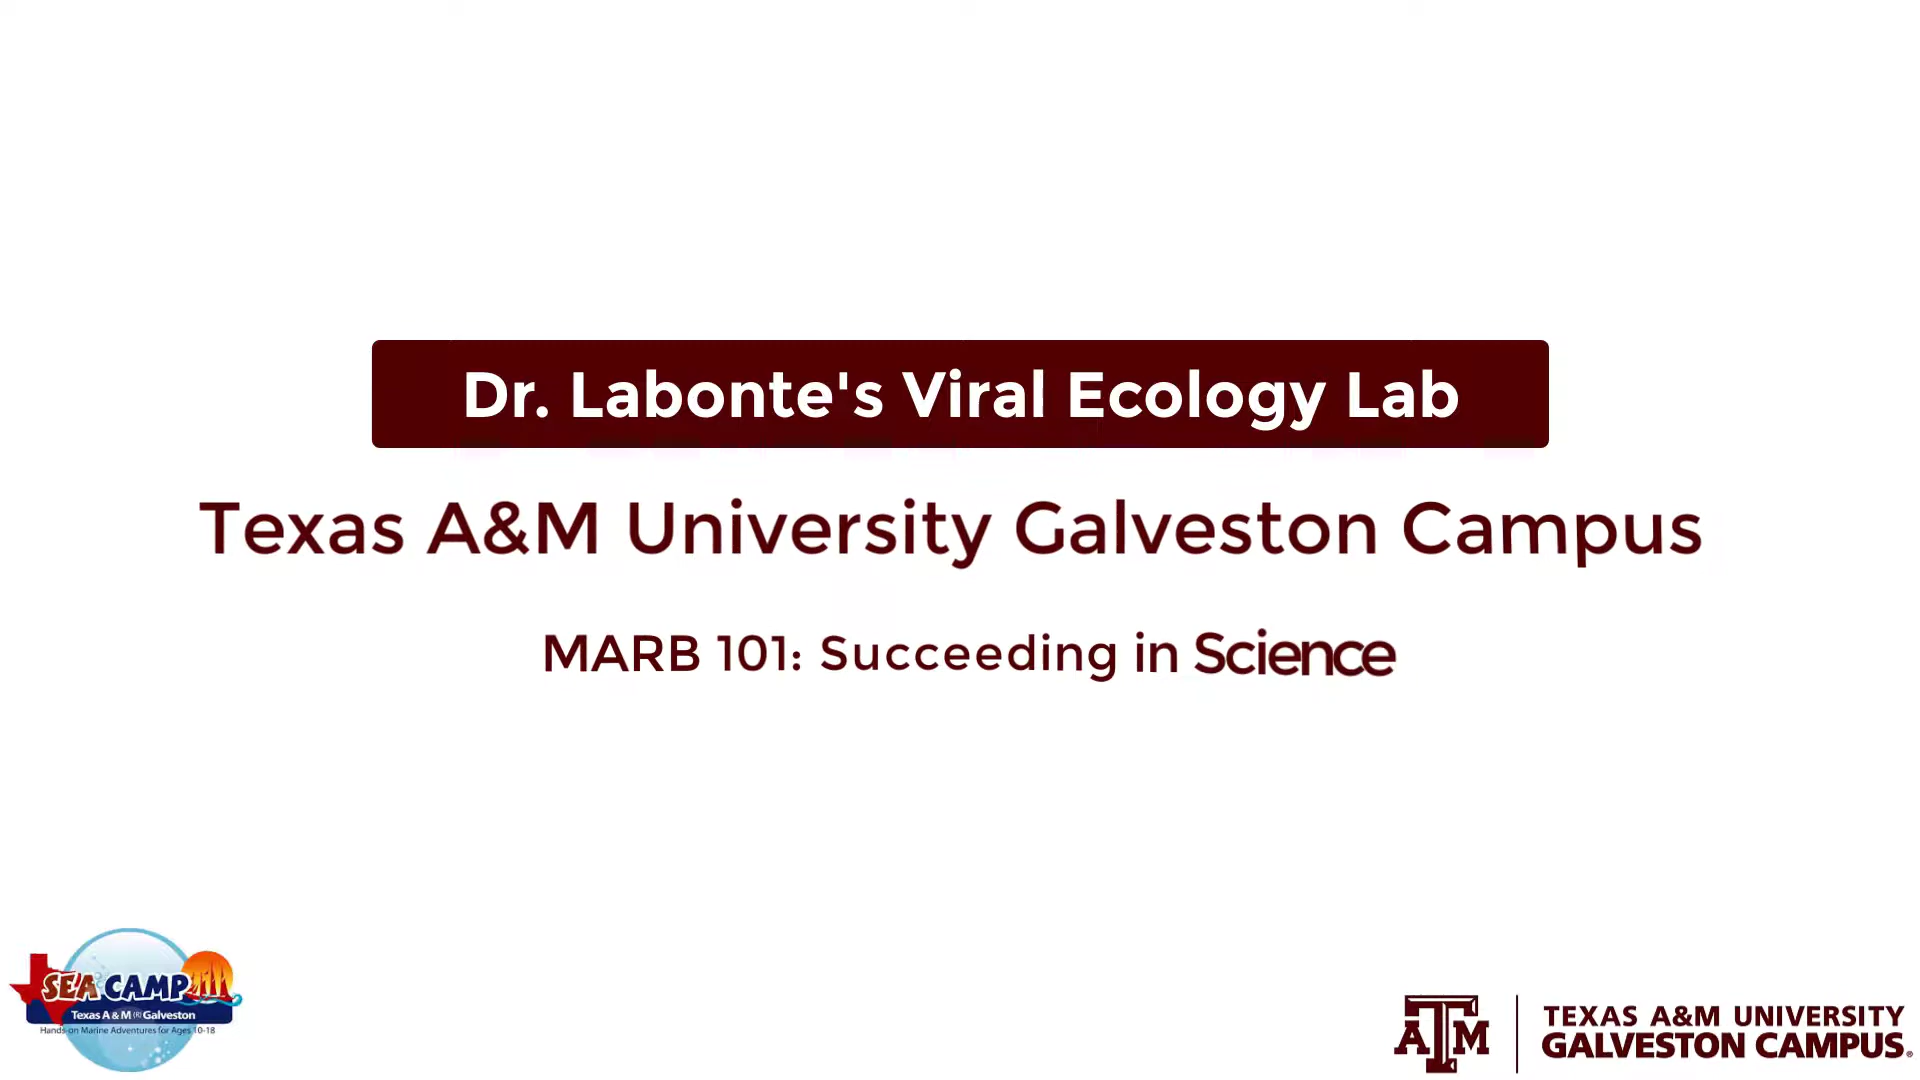 Dr. Labonte's Viral Ecology Lab
Texas A&M University Galveston Campus
MARB 101: Succeeding in Science
SEA CAMP
Texas A & M (R) Galveston
Hands-on Marine Adventures for Ages 10-18
ATM
TEXAS A&M UNIVERSITY
GALVESTON CAMPUS®